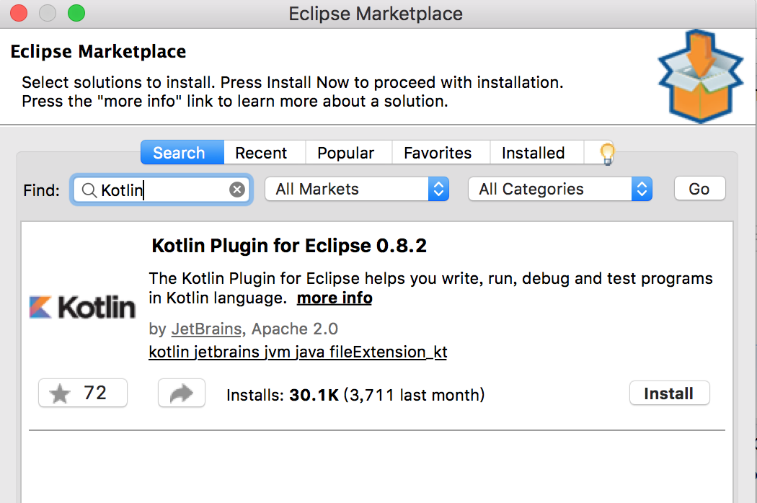 Eclipse Marketplace
Eclipse Marketplace
Select solutions to install. Press Install Now to proceed with installation.
Press the "more info" link to learn more about a solution.
Search Recent Popular Favorites Installed
Find: Kotlin All Markets All Categories Go
Kotlin Plugin for Eclipse 0.8.2
The Kotlin Plugin for Eclipse helps you write, run, debug and test programs
in Kotlin language. more info
Kotlin
by JetBrains, Apache 2.0
kotlin jetbrains jvm java fileExtension_kt
72 Installs: 30.1K (3,711 last month) Install